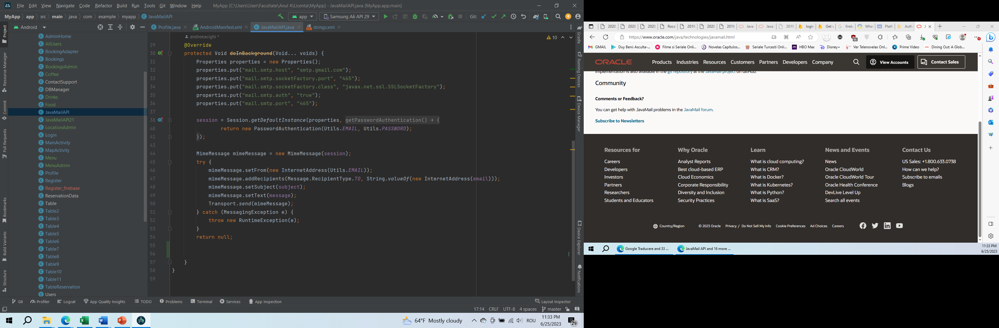 File Edit View Navigate Code Refactor Build Run Tools Git Window Help MyApp [C:\Users\User\Facultate\Anul 4\Licenta\MyApp] - JavaMailAPI.java [MyApp.app.main]
MyApp app src main java com example myapp JavaMailAPI
app Samsung A6 API 29 Git:
Android
Profile.java AndroidManifest.xml JavaMailAPI.java strings.xml
Project
Resource Manager
Commit
Pull Requests
Bookmarks
Build Variants
Structure
AdminHome
AllUsers
BookingAdapter
Bookings
BookingsAdmin
Coffee
ContactSupport
DBManager
Drinks
Food
JavaMailAPI
JavaMailAPI21
LocationAdmin
Login
MainActivity
MapActivity
Menu
MenuAdmin
Profile
Register
Register_firebase
ReservationData
Table
Table2
Table3
Table4
Table5
Table6
Table7
Table8
Table9
Table10
Table11
TableReservation
Users
andreeacighi *
10
29 @Override
30 protected Void doInBackground(Void... voids) {
31 Properties properties = new Properties();
32 properties.put("mail.smtp.host", "smtp.gmail.com");
33 properties.put("mail.smtp.socketFactory.port", "465");
34 properties.put("mail.smtp.socketFactory.class", "javax.net.ssl.SSLSocketFactory");
35 properties.put("mail.smtp.auth", "true");
36 properties.put("mail.smtp.port", "465");
37
38 session = Session.getDefaultInstance(properties, getPasswordAuthentication() → {
40 return new PasswordAuthentication(Utils.EMAIL, Utils.PASSWORD);
41 });
43
44 MimeMessage mimeMessage = new MimeMessage(session);
45 try {
46 mimeMessage.setFrom(new InternetAddress(Utils.EMAIL));
47 mimeMessage.addRecipients(Message.RecipientType.TO, String.valueOf(new InternetAddress(email)));
48 mimeMessage.setSubject(subject);
49 mimeMessage.setText(message);
50 Transport.send(mimeMessage);
51 } catch (MessagingException e) {
52 throw new RuntimeException(e);
53 }
54 return null;
55
56
57 }
58 }
59
Gradle
Running Devices
Device Manager
Device Explorer
Notifications
Git Profiler Logcat App Quality Insights TODO Problems Terminal Services App Inspection Layout Inspector
17:14 CRLF UTF-8 4 spaces master
64°F Mostly cloudy ROU 11:33 PM
6/25/2023 29
2020 2020 2020 Roca 2019 2020 2019 Java Java 2019 login Get s fireb What Platf Auth J
https://www.oracle.com/java/technologies/javamail.html
15
GMAIL Duy Beni: Asculta-... Filme si Seriale Onli... Novelas Capítulos... Seriale Turcesti Onli... HBO Max Disney+ Ver Telenovelas Onl... Prime Video Dining Out: A Glob...
ORACLE Products Industries Resources Customers Partners Developers Company View Accounts Contact Sales
implementation is also available in the git repository at the JavaMail project on GitHub.
Community
Comments or Feedback?
You can get help with JavaMail problems in the JavaMail forum.
Subscribe to Newsletters
Resources for
Careers
Developers
Investors
Partners
Researchers
Students and Educators
Why Oracle
Analyst Reports
Best cloud-based ERP
Cloud Economics
Corporate Responsibility
Diversity and Inclusion
Security Practices
Learn
What is cloud computing?
What is CRM?
What is Docker?
What is Kubernetes?
What is Python?
What is SaaS?
News and Events
News
Oracle CloudWorld
Oracle CloudWorld Tour
Oracle Health Conference
DevLive Level Up
Search all events
Contact Us
US Sales: +1.800.633.0738
How can we help?
Subscribe to emails
Blogs
Country/Region © 2023 Oracle Privacy / Do Not Sell My Info Cookie Preferences Ad Choices Careers
Google Traducere and 33 ... JavaMail API and 16 more ... 11:33 PM
6/25/2023